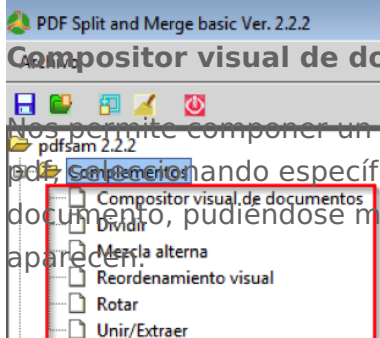 PDF Split and Merge basic Ver. 2.2.2
Compositor visual de do
Archivo
Nos permite componer un
pdfsam 2.2.2
pdf, seleccionando específ
Complementos
Compositor visual de documentos
documento, pudiéndose m
Dividir
Mezcla alterna
aparecen.
Reordenamiento visual
Rotar
Unir/Extraer